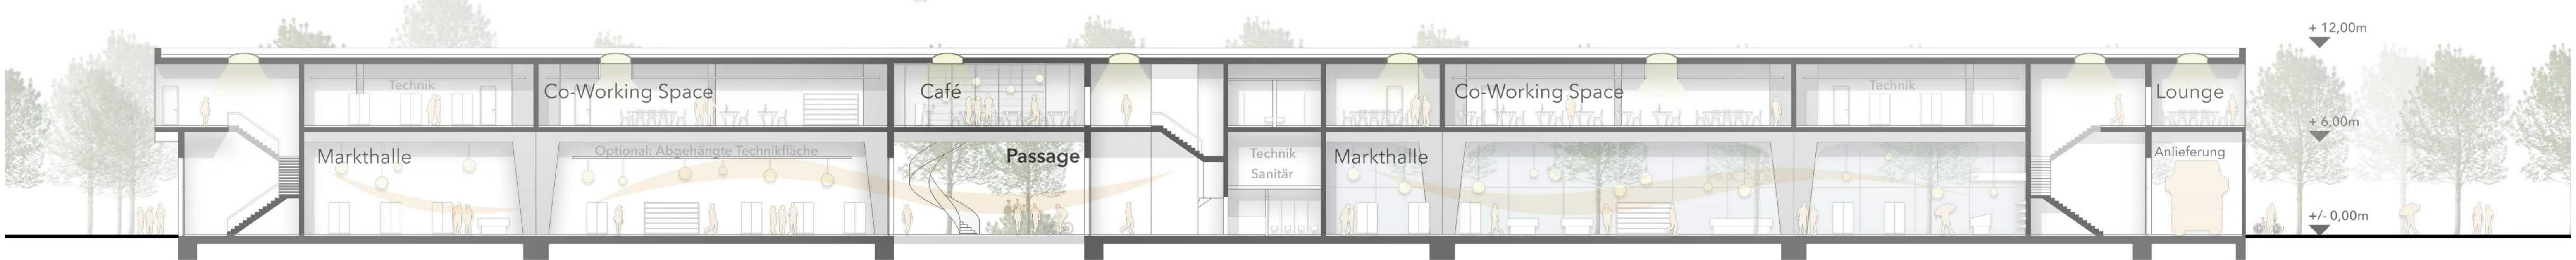 + 12,00m
Technik
Co-Working Space
Café
Co-Working Space
Technik
Lounge
+ 6,00m
Markthalle
Optional: Abgehängte Technikfläche
Passage
Technik
Sanitär
Markthalle
Anlieferung
+/- 0,00m